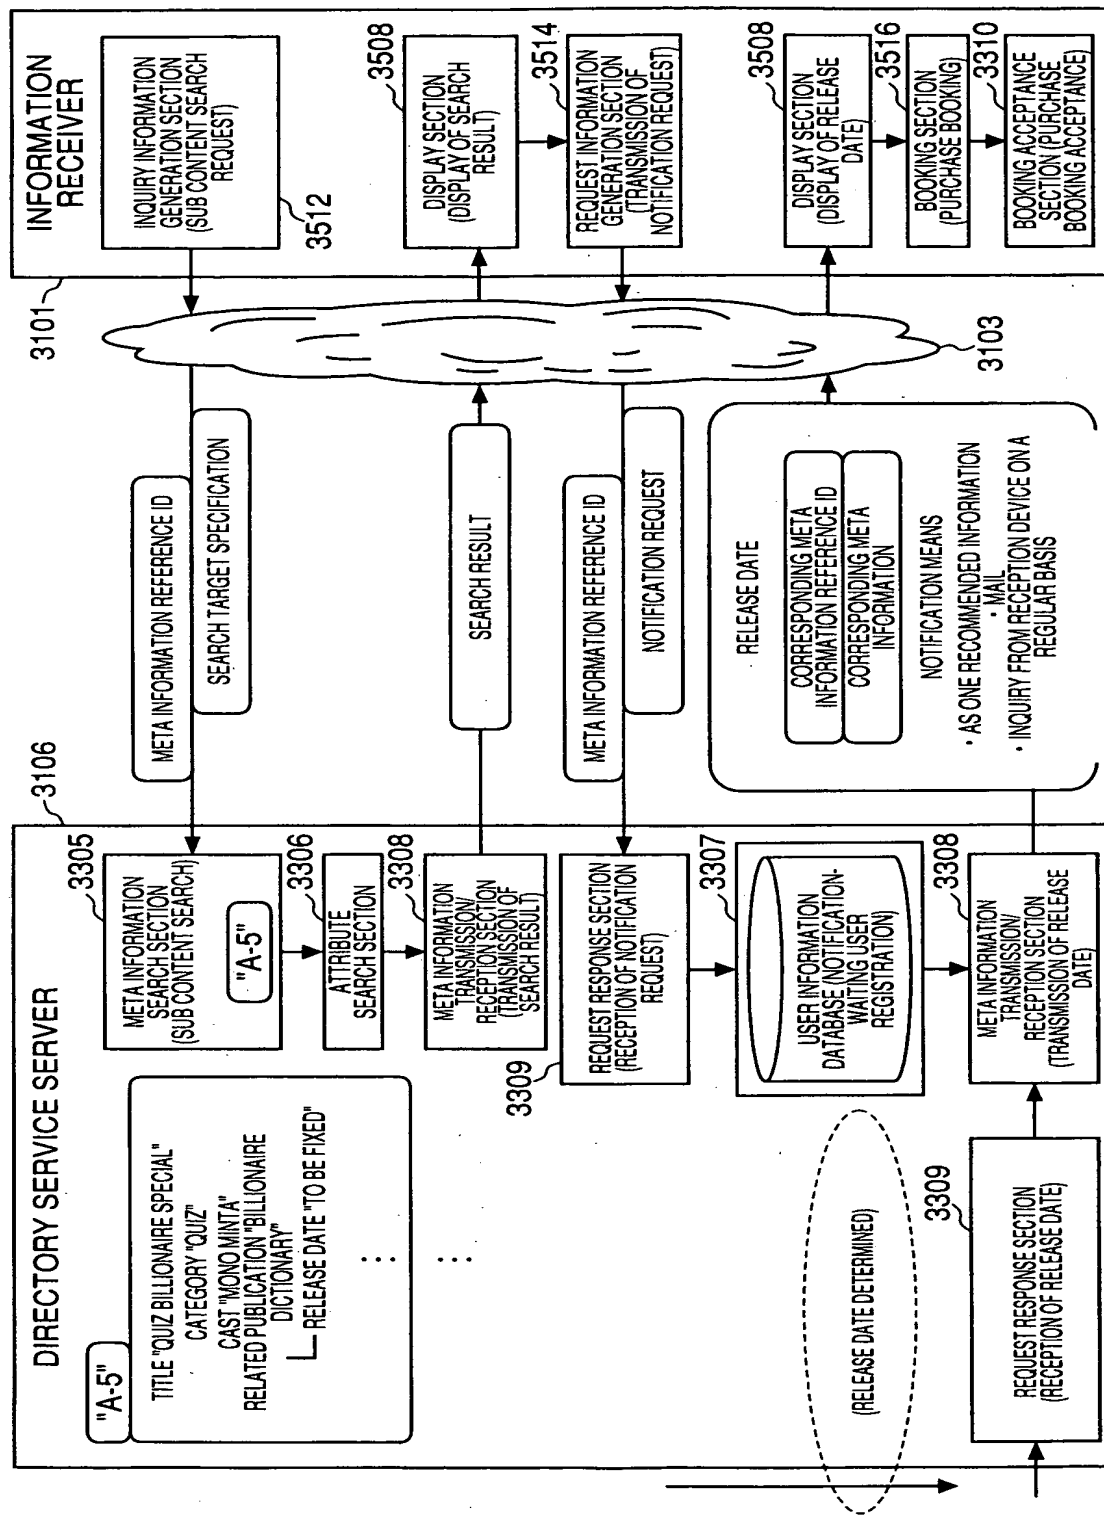 DIRECTORY SERVICE SERVER
3106
"A-5"
TITLE "QUIZ BILLIONAIRE SPECIAL"
CATEGORY "QUIZ"
CAST "MONO MINTA"
RELATED PUBLICATION "BILLIONAIRE
DICTIONARY"
RELEASE DATE "TO BE FIXED"
3305
META INFORMATION
SEARCH SECTION
(SUB CONTENT SEARCH)
"A-5"
3306
ATTRIBUTE
SEARCH SECTION
3308
META INFORMATION
TRANSMISSION/
RECEPTION SECTION
(TRANSMISSION OF
SEARCH RESULT)
3309
REQUEST RESPONSE SECTION
(RECEPTION OF NOTIFICATION
REQUEST)
3307
USER INFORMATION
DATABASE (NOTIFICATION-
WAITING USER
REGISTRATION)
(RELEASE DATE DETERMINED)
3309
REQUEST RESPONSE SECTION
(RECEPTION OF RELEASE DATE)
3308
META INFORMATION
TRANSMISSION/
RECEPTION SECTION
(TRANSMISSION OF RELEASE
DATE)
META INFORMATION REFERENCE ID
SEARCH TARGET SPECIFICATION
SEARCH RESULT
META INFORMATION REFERENCE ID
NOTIFICATION REQUEST
RELEASE DATE
CORRESPONDING META
INFORMATION REFERENCE ID
CORRESPONDING META
INFORMATION
NOTIFICATION MEANS
· AS ONE RECOMMENDED INFORMATION
· MAIL
· INQUIRY FROM RECEPTION DEVICE ON A
REGULAR BASIS
3103
3101
INFORMATION
RECEIVER
INQUIRY INFORMATION
GENERATION SECTION
(SUB CONTENT SEARCH
REQUEST)
3512
3508
DISPLAY SECTION
(DISPLAY OF SEARCH
RESULT)
3514
REQUEST INFORMATION
GENERATION SECTION
(TRANSMISSION OF
NOTIFICATION REQUEST)
3508
DISPLAY SECTION
(DISPLAY OF RELEASE
DATE)
3516
BOOKING SECTION
(PURCHASE BOOKING)
3310
BOOKING ACCEPTANCE
SECTION (PURCHASE
BOOKING ACCEPTANCE)